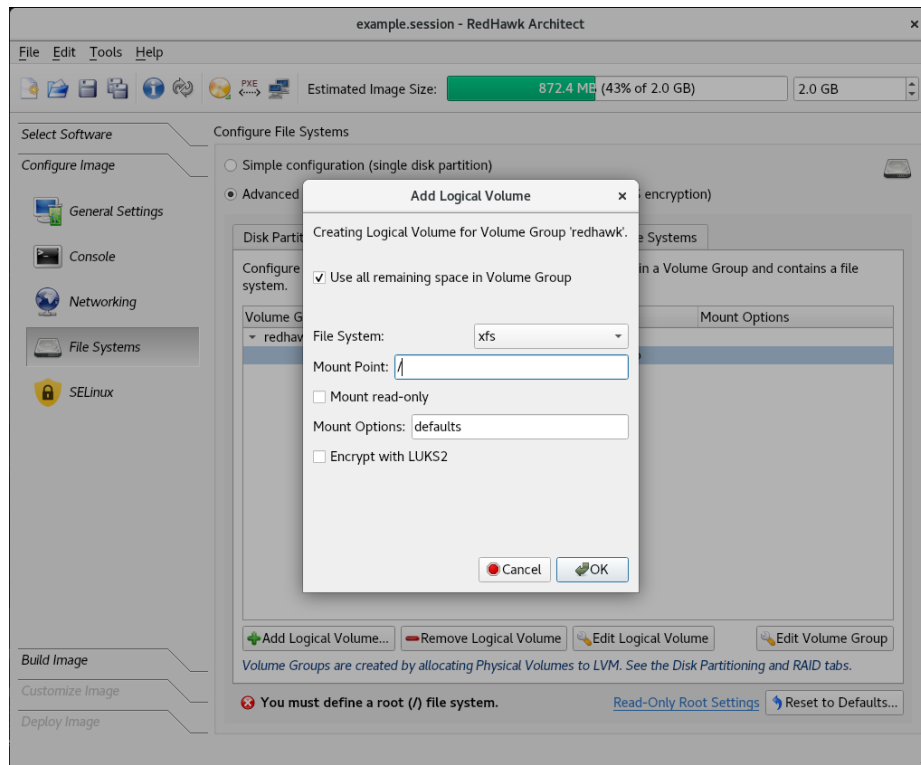 example.session - RedHawk Architect
File Edit Tools Help
PXE
Estimated Image Size: 872.4 MB (43% of 2.0 GB) 2.0 GB
Select Software
Configure Image
General Settings
Console
Networking
File Systems
SELinux
Build Image
Customize Image
Deploy Image
Configure File Systems
Simple configuration (single disk partition)
Advanced encryption)
Disk Partit Systems
Configure in a Volume Group and contains a file
system.
Volume G Mount Options
redhaw
Add Logical Volume
Creating Logical Volume for Volume Group 'redhawk'.
Use all remaining space in Volume Group
File System: xfs
Mount Point: /
Mount read-only
Mount Options: defaults
Encrypt with LUKS2
Cancel OK
Add Logical Volume... Remove Logical Volume Edit Logical Volume Edit Volume Group
Volume Groups are created by allocating Physical Volumes to LVM. See the Disk Partitioning and RAID tabs.
You must define a root (/) file system. Read-Only Root Settings Reset to Defaults...